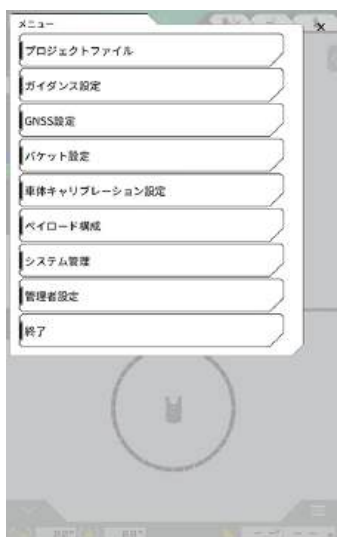 メニュー
×
プロジェクトファイル
ガイダンス設定
GNSS設定
バケット設定
車体キャリブレーション設定
ペイロード構成
システム管理
管理者設定
終了